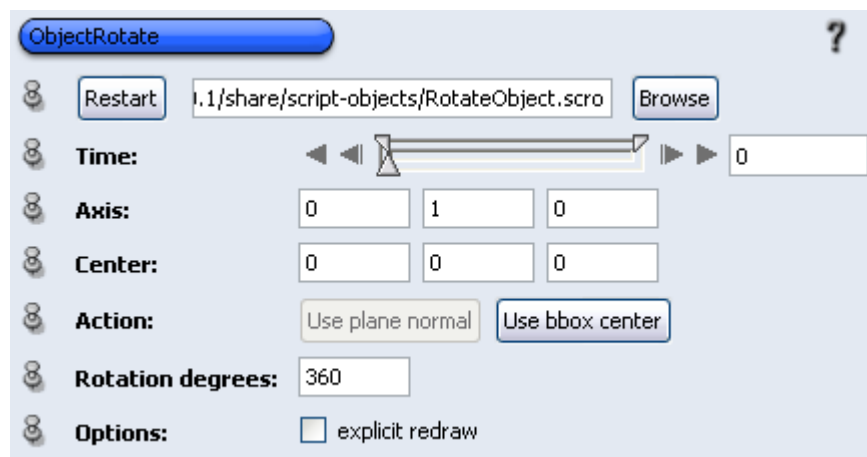 ObjectRotate ?
Restart ı.1/share/script-objects/RotateObject.scro Browse
Time: 0
Axis: 0 1 0
Center: 0 0 0
Action: Use plane normal Use bbox center
Rotation degrees: 360
Options: explicit redraw